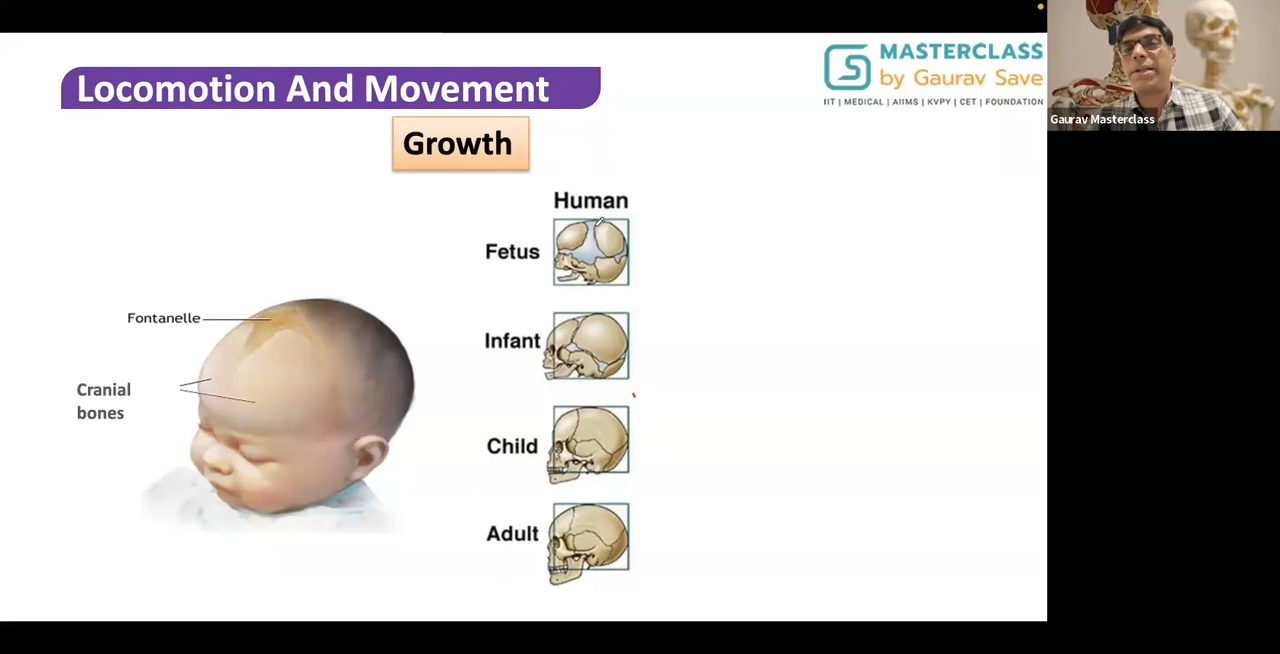 Locomotion And Movement
MASTERCLASS
by Gaurav Save
IIT | MEDICAL | AIIMS | KVPY | CET | FOUNDATION
Gaurav Masterclass
Growth
Human
Fetus
Fontanelle
Infant
Cranial
bones
Child
Adult